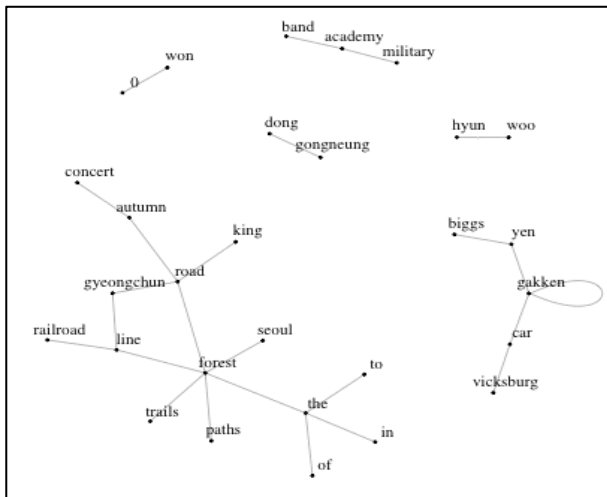 band
academy
won
military
0
dong
hyun woo
gongneung
concert
autumn
biggs
king
yen
road
gyeongchun
gakken
railroad
line
seoul
car
forest
to
vicksburg
the
trails
paths
in
of